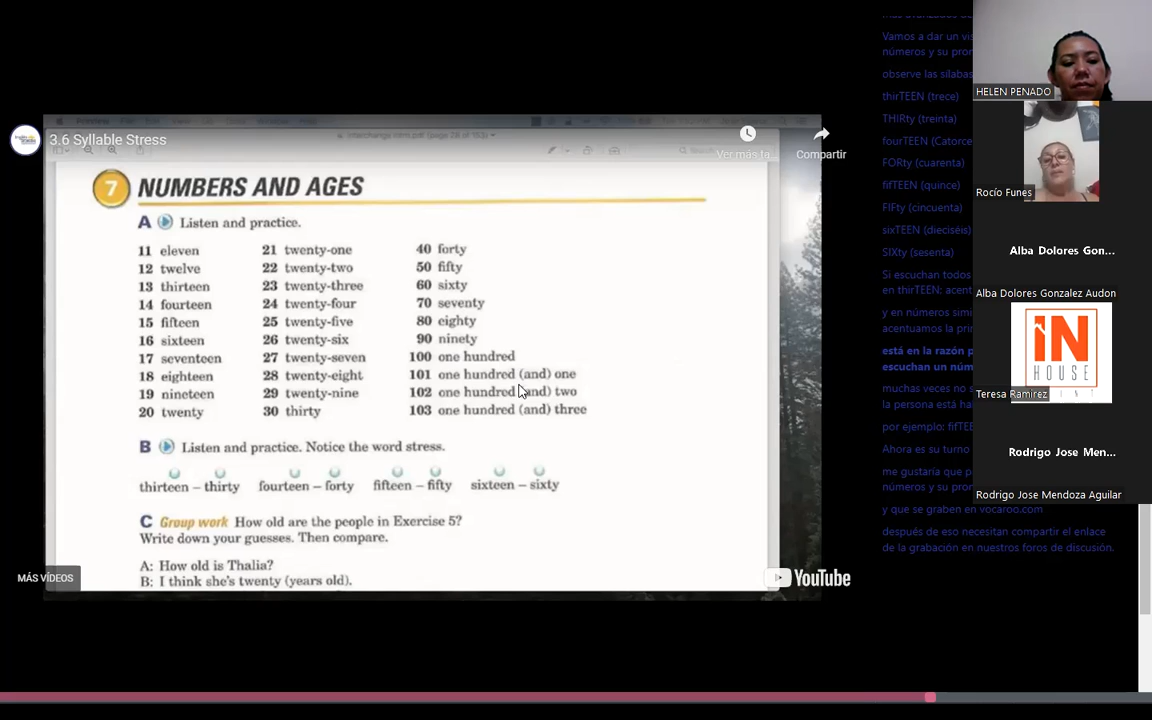 3.6 Syllable Stress
Ver más ta...
Compartir
7 NUMBERS AND AGES
A Listen and practice.
11 eleven 21 twenty-one 40 forty
12 twelve 22 twenty-two 50 fifty
13 thirteen 23 twenty-three 60 sixty
14 fourteen 24 twenty-four 70 seventy
15 fifteen 25 twenty-five 80 eighty
16 sixteen 26 twenty-six 90 ninety
17 seventeen 27 twenty-seven 100 one hundred
18 eighteen 28 twenty-eight 101 one hundred (and) one
19 nineteen 29 twenty-nine 102 one hundred (and) two
20 twenty 30 thirty 103 one hundred (and) three
B Listen and practice. Notice the word stress.
thirteen – thirty fourteen – forty fifteen – fifty sixteen – sixty
C Group work How old are the people in Exercise 5?
Write down your guesses. Then compare.
A: How old is Thalia?
B: I think she's twenty (years old).
MÁS VÍDEOS
YouTube
Vamos a dar un vis
números y su pron
observe las sílabas
thirTEEN (trece)
THIRty (treinta)
fourTEEN (Catorce
FORty (cuarenta)
fifTEEN (quince)
FIFty (cincuenta)
sixTEEN (dieciséis)
SIXty (sesenta)
Si escuchan todos
en thirTEEN; acent
y en números simi
acentuamos la prin
está en la razón p
escuchan un núm
muchas veces no s
la persona está ha
por ejemplo; fifTEE
Ahora es su turno
me gustaría que p
números y su pron
y que se graben en vocaroo.com
después de eso necesitan compartir el enlace
de la grabación en nuestros foros de discusión.
HELEN PENADO
Rocío Funes
Alba Dolores Gon...
Alba Dolores Gonzalez Audon
iN
HOUSE
Teresa Ramirez
Rodrigo Jose Men...
Rodrigo Jose Mendoza Aguilar